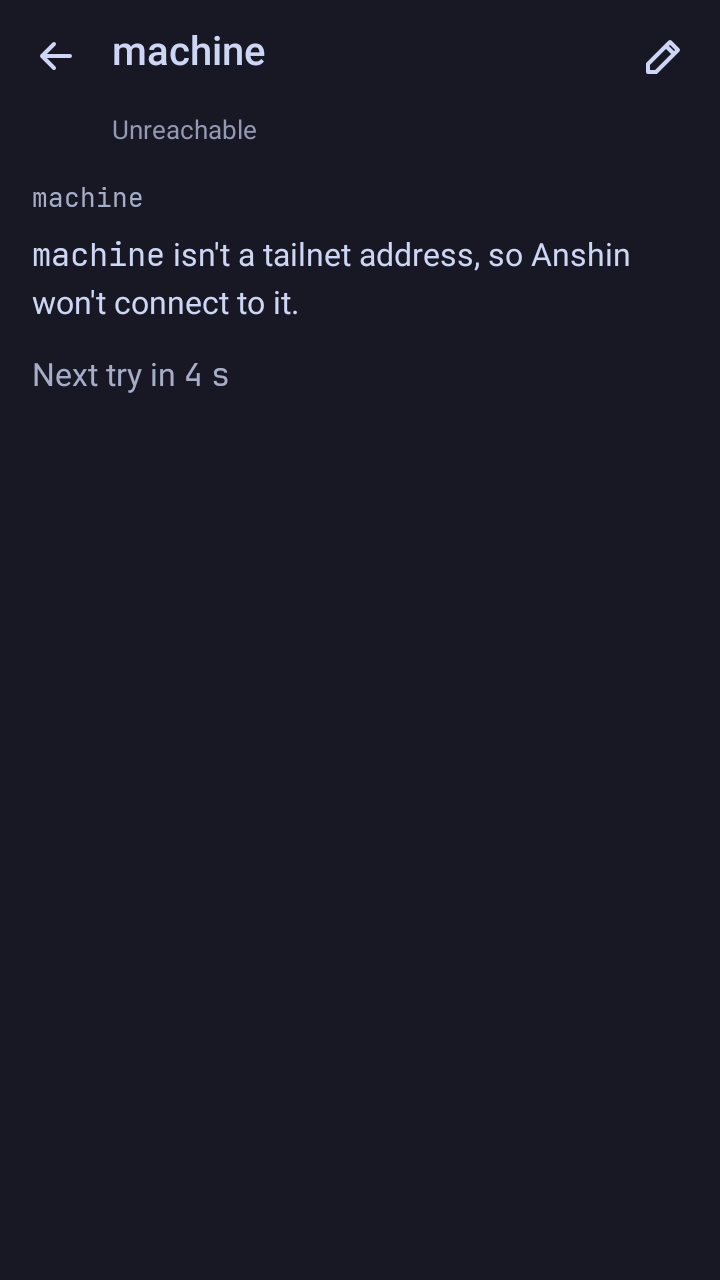 machine
Unreachable
machine
machine isn't a tailnet address, so Anshin
won't connect to it.
Next try in 4 s